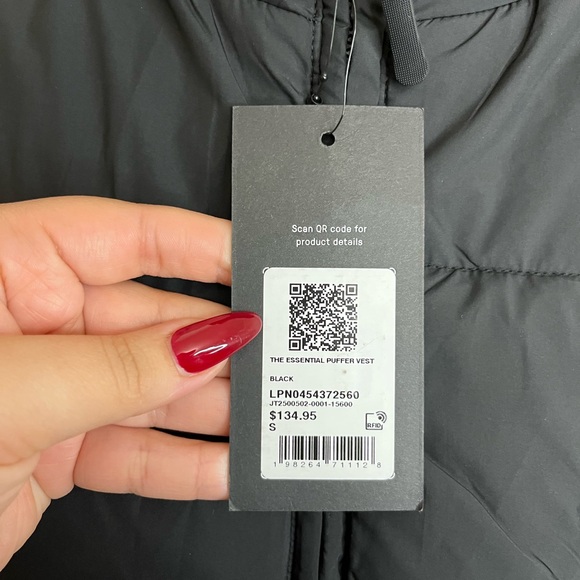 Scan QR code for
product details
THE ESSENTIAL PUFFER VEST
BLACK
LPN0454372560
JT2500502-0001-15600
$134.95
S
RFID
1 98264 71112 8